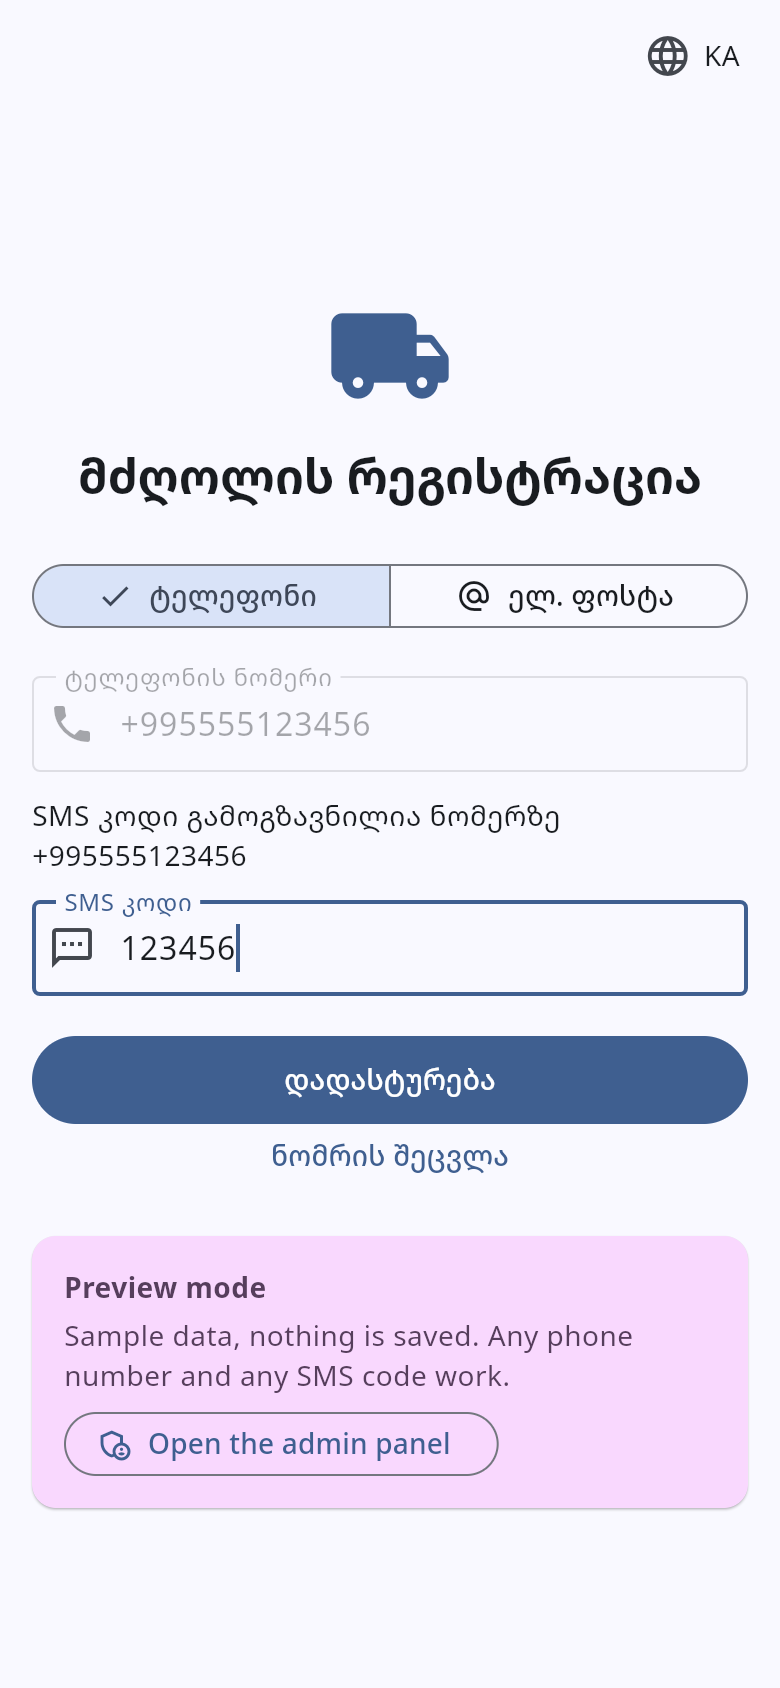 KA
მძღოლის რეგისტრაცია
ტელეფონი
ელ. ფოსტა
ტელეფონის ნომერი
+995555123456
SMS კოდი გამოგზავნილია ნომერზე
+995555123456
SMS კოდი
123456
დადასტურება
ნომრის შეცვლა
Preview mode
Sample data, nothing is saved. Any phone
number and any SMS code work.
Open the admin panel